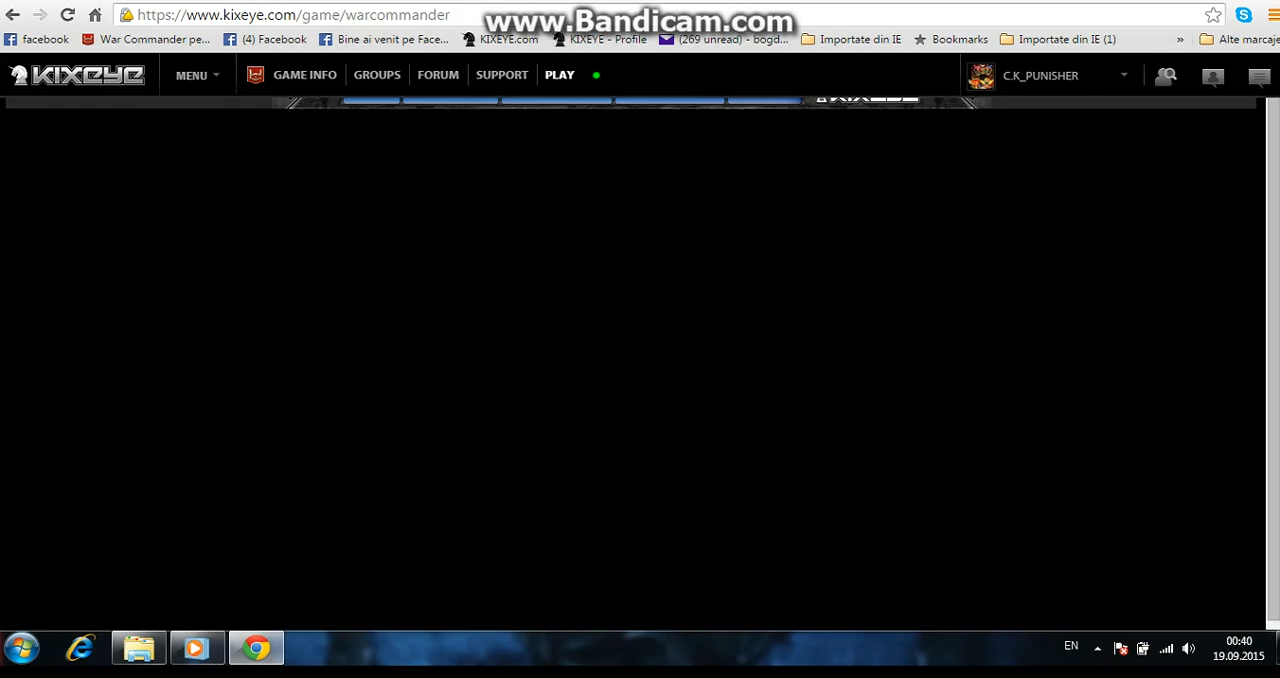 https://www.kixeye.com/game/warcommander
www.Bandicam.com
facebook War Commander pe... (4) Facebook Bine ai venit pe Face... KIXEYE.com KIXEYE - Profile (269 unread) - bogd... Importate din IE Bookmarks Importate din IE (1) » Alte marcaje
KIXEYE MENU GAME INFO GROUPS FORUM SUPPORT PLAY C.K_PUNISHER
EN 00:40
19.09.2015